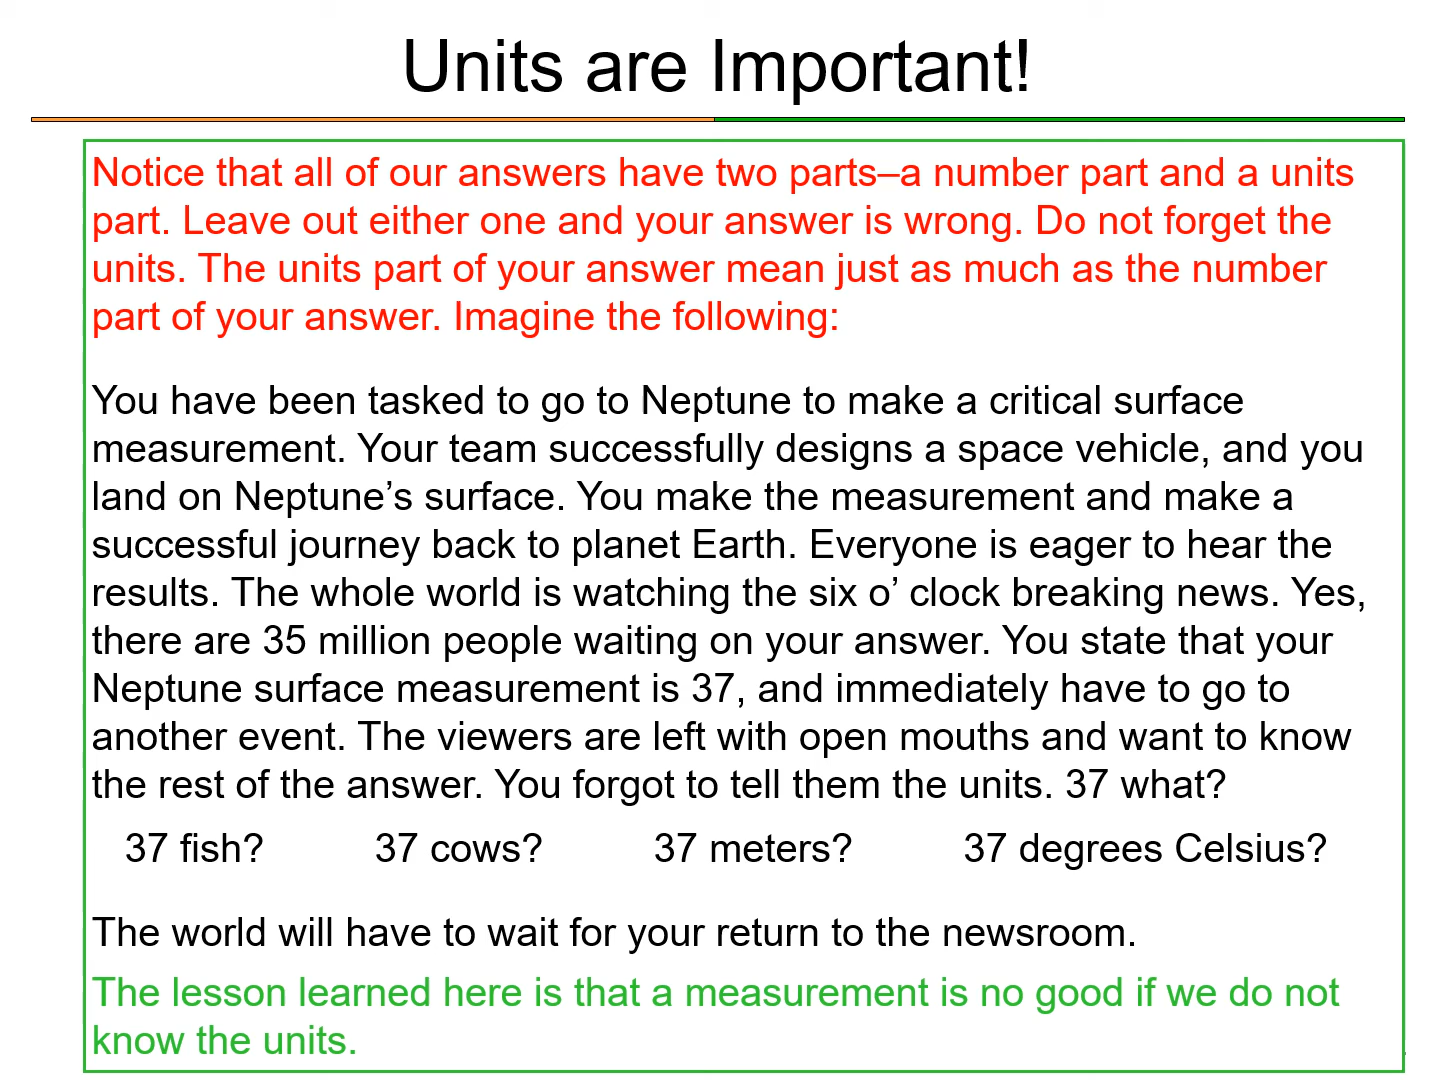 Units are Important!
Notice that all of our answers have two parts–a number part and a units
part. Leave out either one and your answer is wrong. Do not forget the
units. The units part of your answer mean just as much as the number
part of your answer. Imagine the following:
You have been tasked to go to Neptune to make a critical surface
measurement. Your team successfully designs a space vehicle, and you
land on Neptune’s surface. You make the measurement and make a
successful journey back to planet Earth. Everyone is eager to hear the
results. The whole world is watching the six o’ clock breaking news. Yes,
there are 35 million people waiting on your answer. You state that your
Neptune surface measurement is 37, and immediately have to go to
another event. The viewers are left with open mouths and want to know
the rest of the answer. You forgot to tell them the units. 37 what?
37 fish? 37 cows? 37 meters? 37 degrees Celsius?
The world will have to wait for your return to the newsroom.
The lesson learned here is that a measurement is no good if we do not
know the units.